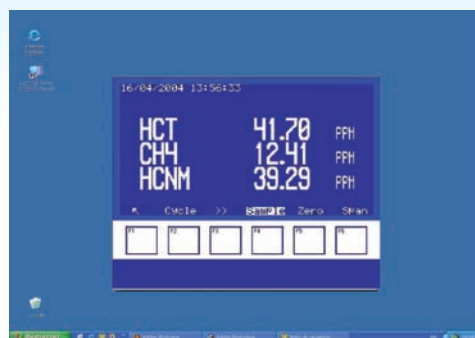 16/04/2004 13:56:33
HCT 41.70 PPM
CH4 12.41 PPM
HCNM 39.29 PPM
Cycle >> Sample Zero Span
F1 F2 F3 F4 F5 F6